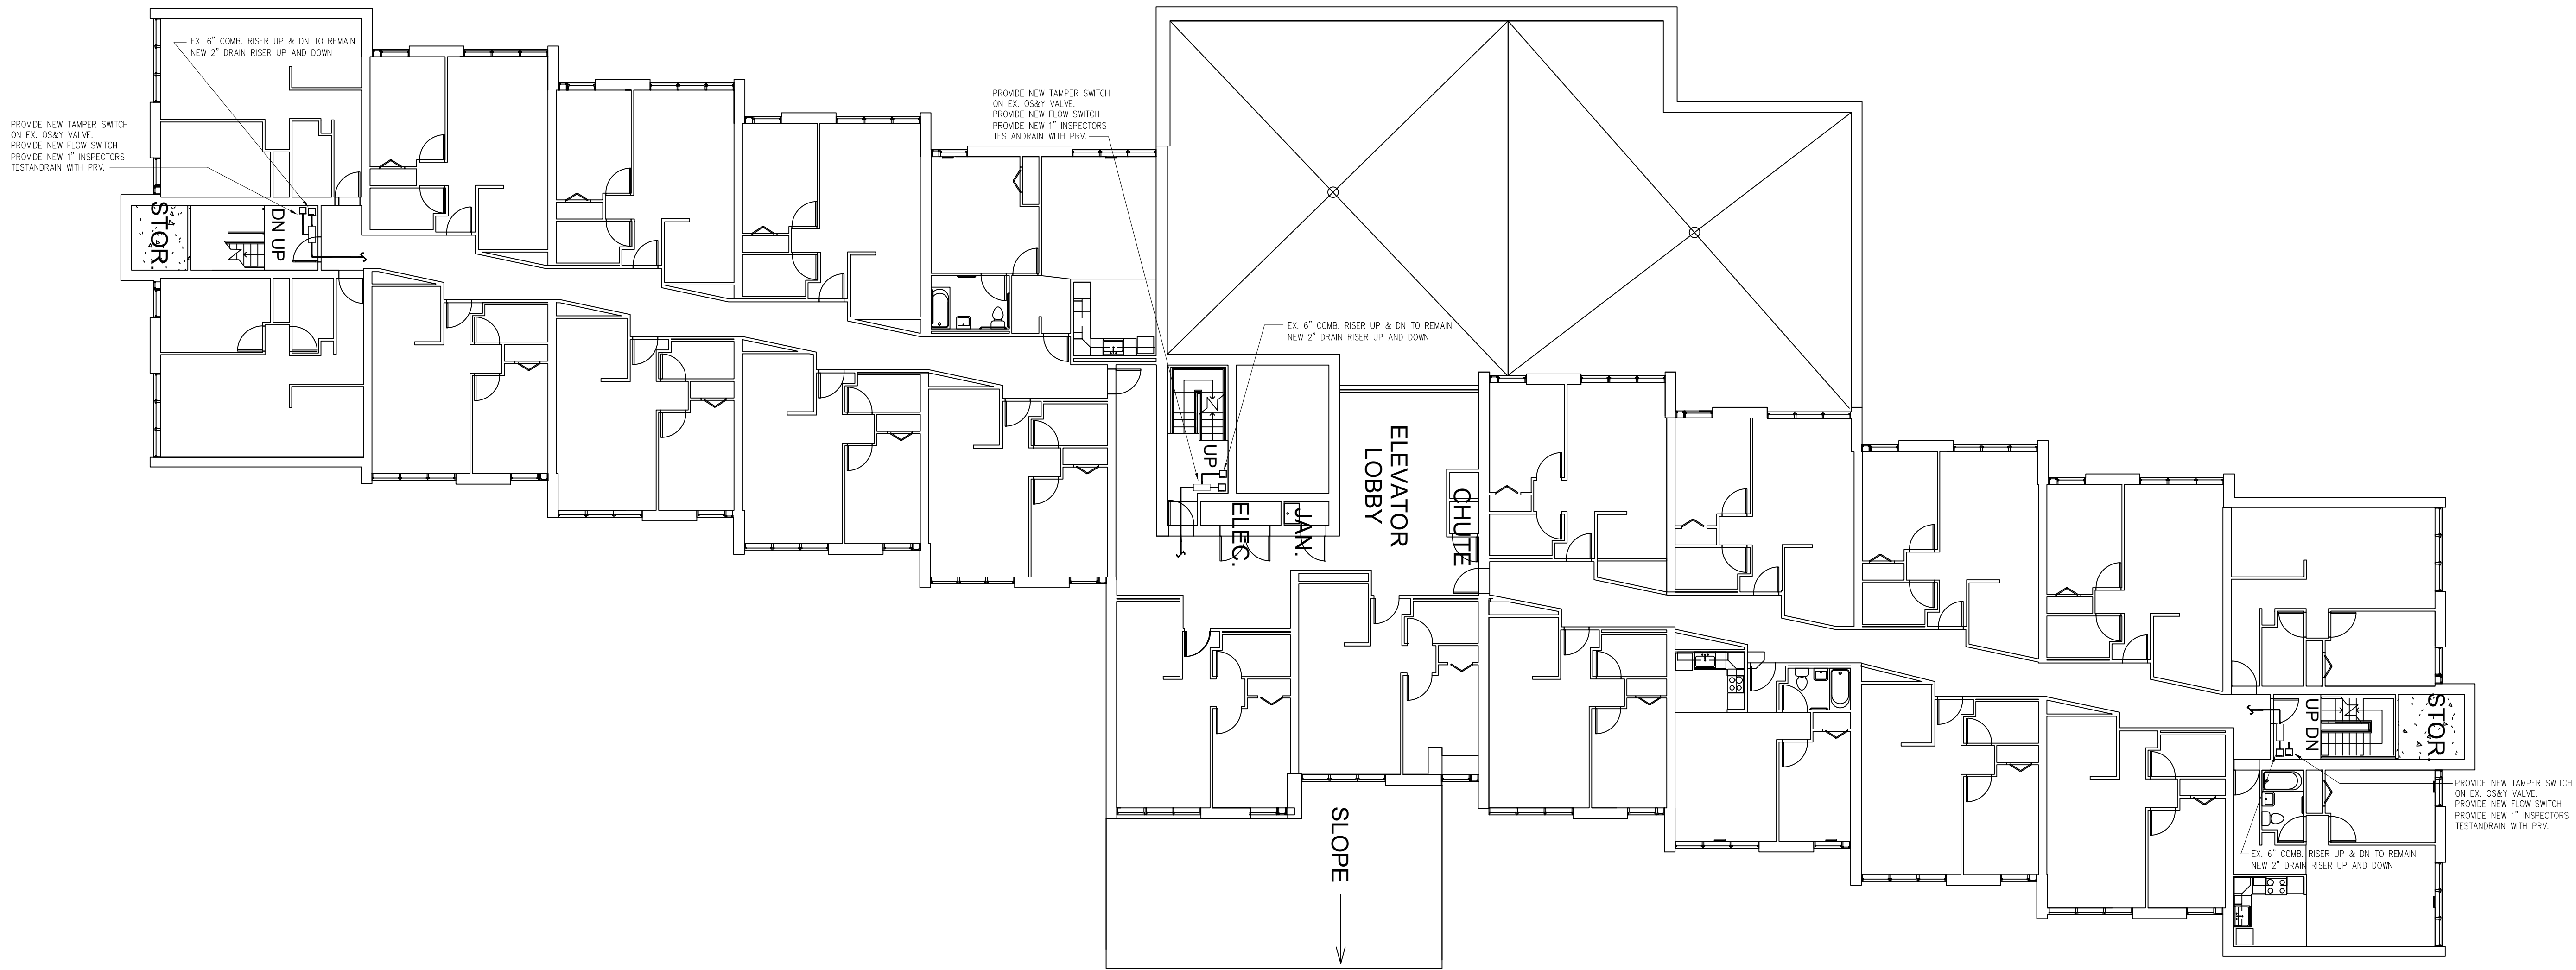 EX. 6" COMB. RISER UP & DN TO REMAIN
NEW 2" DRAIN RISER UP AND DOWN
PROVIDE NEW TAMPER SWITCH
ON EX. OS&Y VALVE.
PROVIDE NEW FLOW SWITCH
PROVIDE NEW 1" INSPECTORS
TESTANDRAIN WITH PRV.
PROVIDE NEW TAMPER SWITCH
ON EX. OS&Y VALVE.
PROVIDE NEW FLOW SWITCH
PROVIDE NEW 1" INSPECTORS
TESTANDRAIN WITH PRV.
STOR.
DN UP
EX. 6" COMB. RISER UP & DN TO REMAIN
NEW 2" DRAIN RISER UP AND DOWN
UP
ELEC.
JAN.
ELEVATOR
LOBBY
CHUTE
SLOPE
UP DN
STOR.
PROVIDE NEW TAMPER SWITCH
ON EX. OS&Y VALVE.
PROVIDE NEW FLOW SWITCH
PROVIDE NEW 1" INSPECTORS
TESTANDRAIN WITH PRV.
EX. 6" COMB. RISER UP & DN TO REMAIN
NEW 2" DRAIN RISER UP AND DOWN